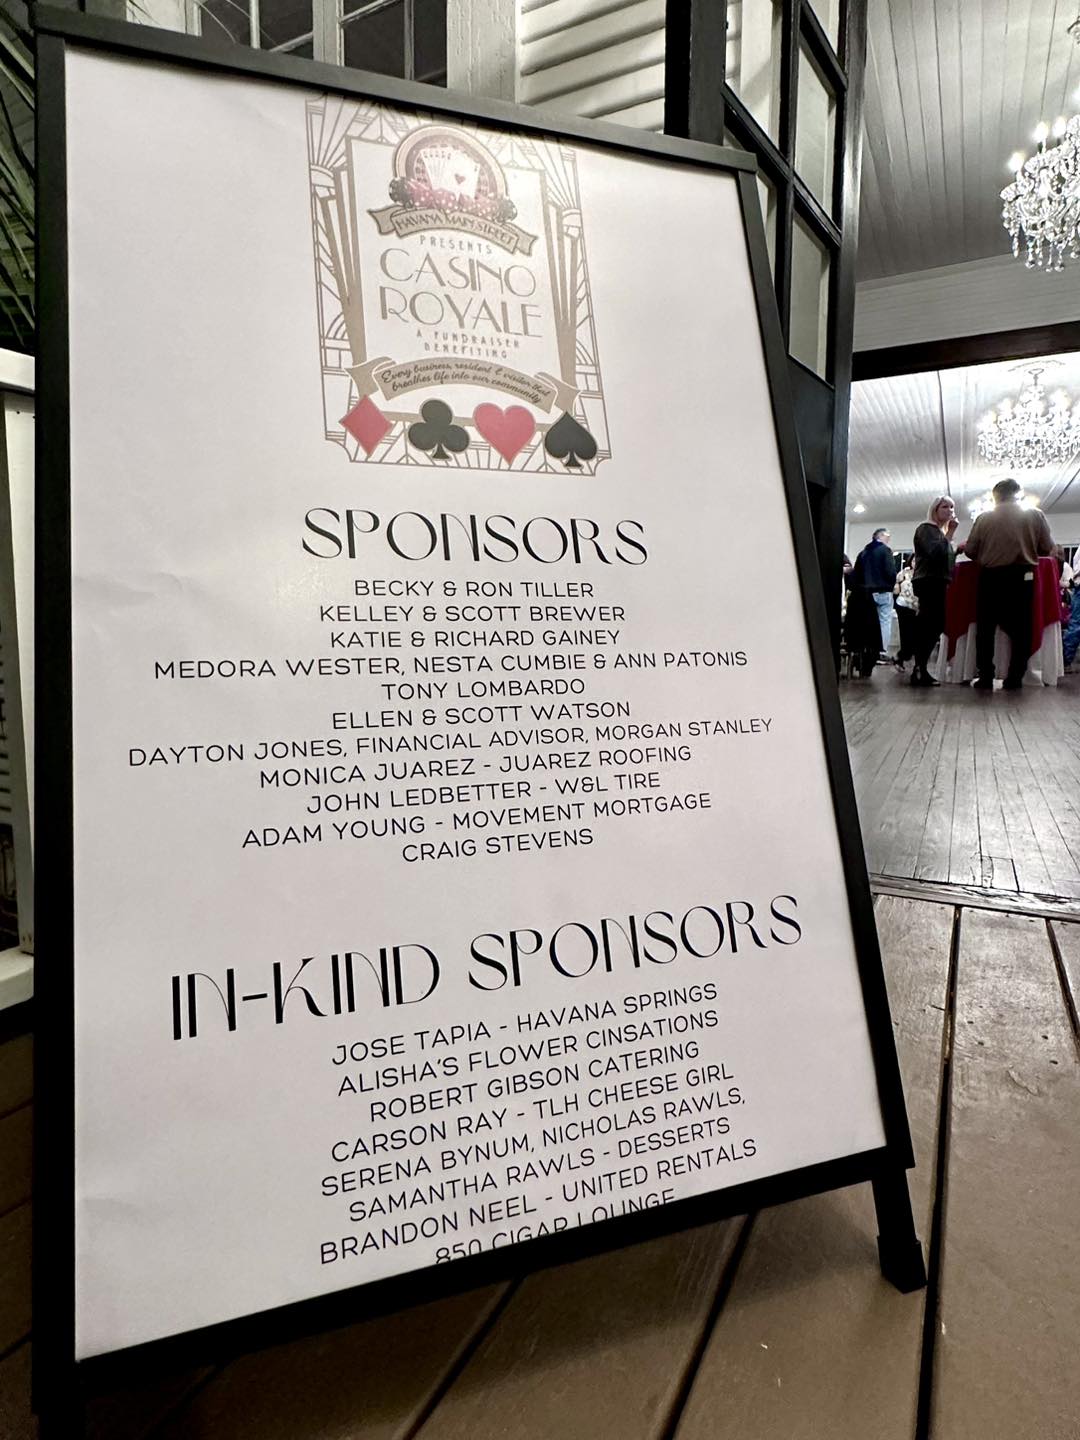 HAVANA MAIN STREET
PRESENTS
CASINO
ROYALE
A FUNDRAISER
BENEFITING
Every business, resident & visitor that
breathes life into our community
SPONSORS
BECKY & RON TILLER
KELLEY & SCOTT BREWER
KATIE & RICHARD GAINEY
MEDORA WESTER, NESTA CUMBIE & ANN PATONIS
TONY LOMBARDO
ELLEN & SCOTT WATSON
DAYTON JONES, FINANCIAL ADVISOR, MORGAN STANLEY
MONICA JUAREZ - JUAREZ ROOFING
JOHN LEDBETTER - W&L TIRE
ADAM YOUNG - MOVEMENT MORTGAGE
CRAIG STEVENS
IN-KIND SPONSORS
JOSE TAPIA - HAVANA SPRINGS
ALISHA'S FLOWER CINSATIONS
ROBERT GIBSON CATERING
CARSON RAY - TLH CHEESE GIRL
SERENA BYNUM, NICHOLAS RAWLS,
SAMANTHA RAWLS - DESSERTS
BRANDON NEEL - UNITED RENTALS
850 CIGAR LOUNGE